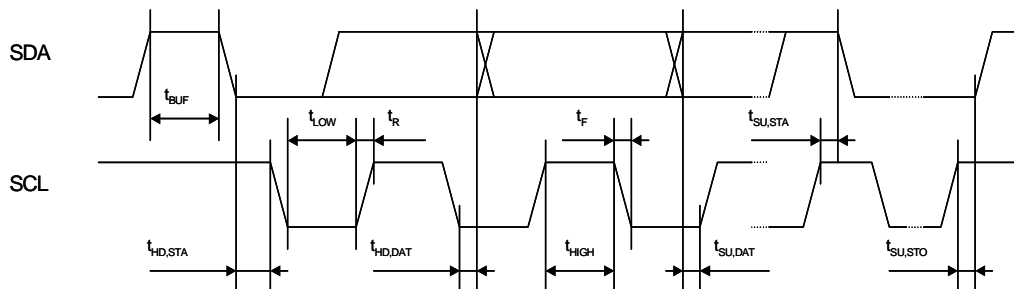 SDA
tBUF
tLOW
tR
tF
tSU,STA
SCL
tHD,STA
tHD,DAT
tHIGH
tSU,DAT
tSU,STO